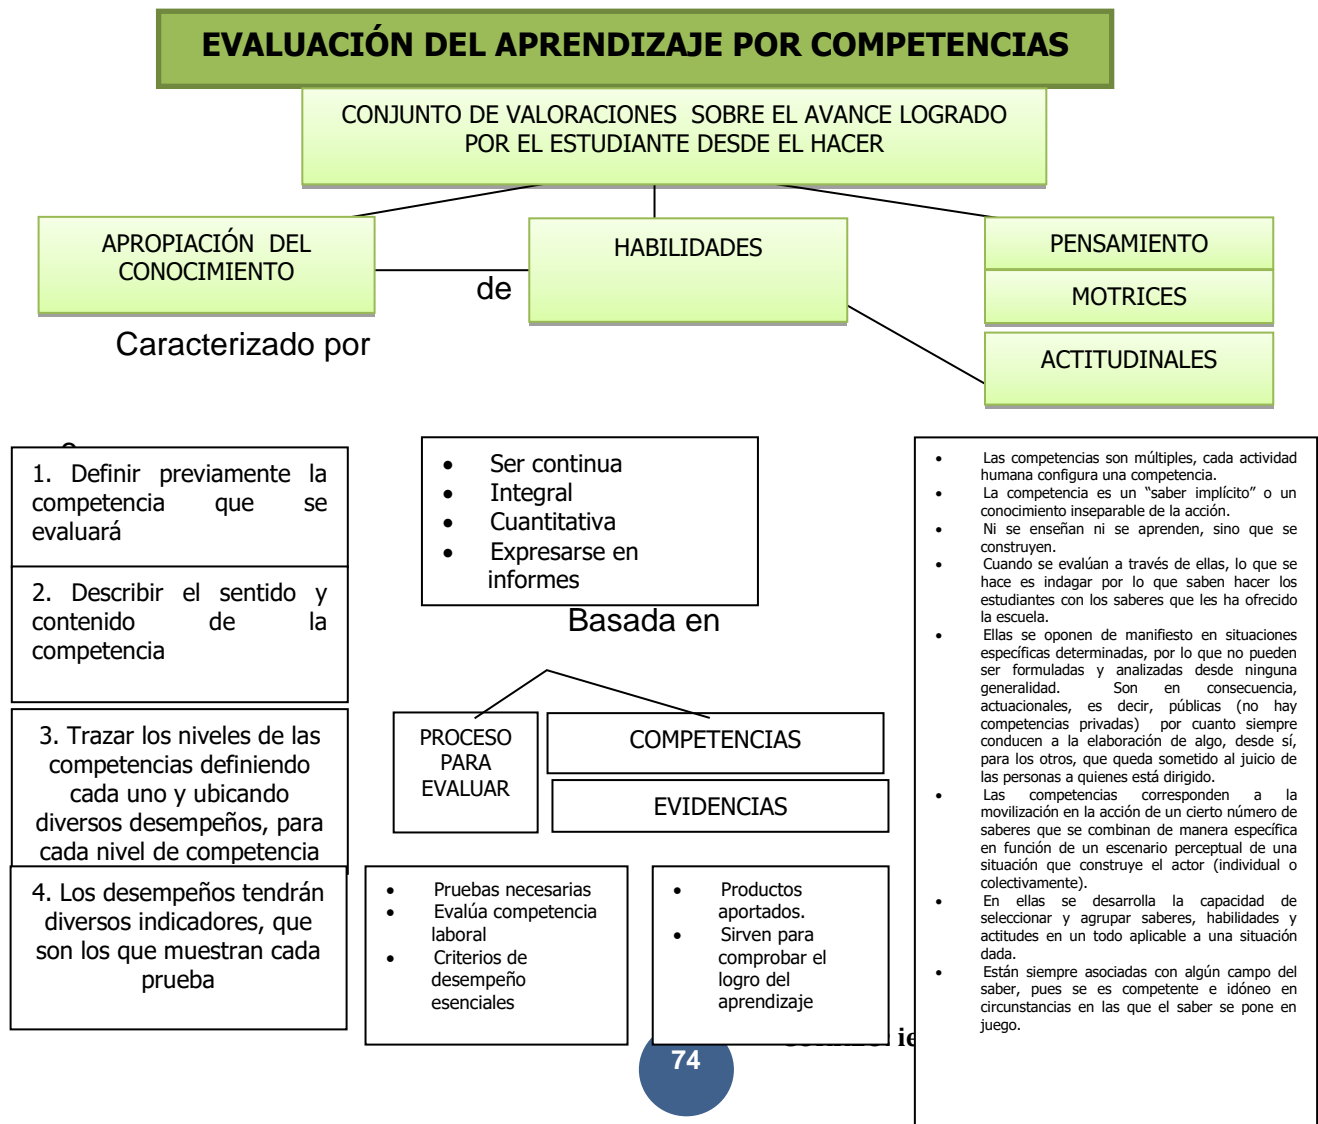 EVALUACIÓN DEL APRENDIZAJE POR COMPETENCIAS
CONJUNTO DE VALORACIONES SOBRE EL AVANCE LOGRADO
POR EL ESTUDIANTE DESDE EL HACER
APROPIACIÓN DEL
CONOCIMIENTO
de
HABILIDADES
PENSAMIENTO
MOTRICES
ACTITUDINALES
Caracterizado por
1. Definir previamente la
competencia que se
evaluará
2. Describir el sentido y
contenido de la
competencia
3. Trazar los niveles de las
competencias definiendo
cada uno y ubicando
diversos desempeños, para
cada nivel de competencia
4. Los desempeños tendrán
diversos indicadores, que
son los que muestran cada
prueba
• Ser continua
• Integral
• Cuantitativa
• Expresarse en
informes
Basada en
PROCESO
PARA
EVALUAR
COMPETENCIAS
EVIDENCIAS
• Pruebas necesarias
• Evalúa competencia
laboral
• Criterios de
desempeño
esenciales
• Productos
aportados.
• Sirven para
comprobar el
logro del
aprendizaje
• Las competencias son múltiples, cada actividad
humana configura una competencia.
• La competencia es un “saber implícito” o un
conocimiento inseparable de la acción.
• Ni se enseñan ni se aprenden, sino que se
construyen.
• Cuando se evalúan a través de ellas, lo que se
hace es indagar por lo que saben hacer los
estudiantes con los saberes que les ha ofrecido
la escuela.
• Ellas se oponen de manifiesto en situaciones
específicas determinadas, por lo que no pueden
ser formuladas y analizadas desde ninguna
generalidad. Son en consecuencia,
actuacionales, es decir, públicas (no hay
competencias privadas) por cuanto siempre
conducen a la elaboración de algo, desde sí,
para los otros, que queda sometido al juicio de
las personas a quienes está dirigido.
• Las competencias corresponden a la
movilización en la acción de un cierto número de
saberes que se combinan de manera específica
en función de un escenario perceptual de una
situación que construye el actor (individual o
colectivamente).
• En ellas se desarrolla la capacidad de
seleccionar y agrupar saberes, habilidades y
actitudes en un todo aplicable a una situación
dada.
• Están siempre asociadas con algún campo del
saber, pues se es competente e idóneo en
circunstancias en las que el saber se pone en
juego.
74